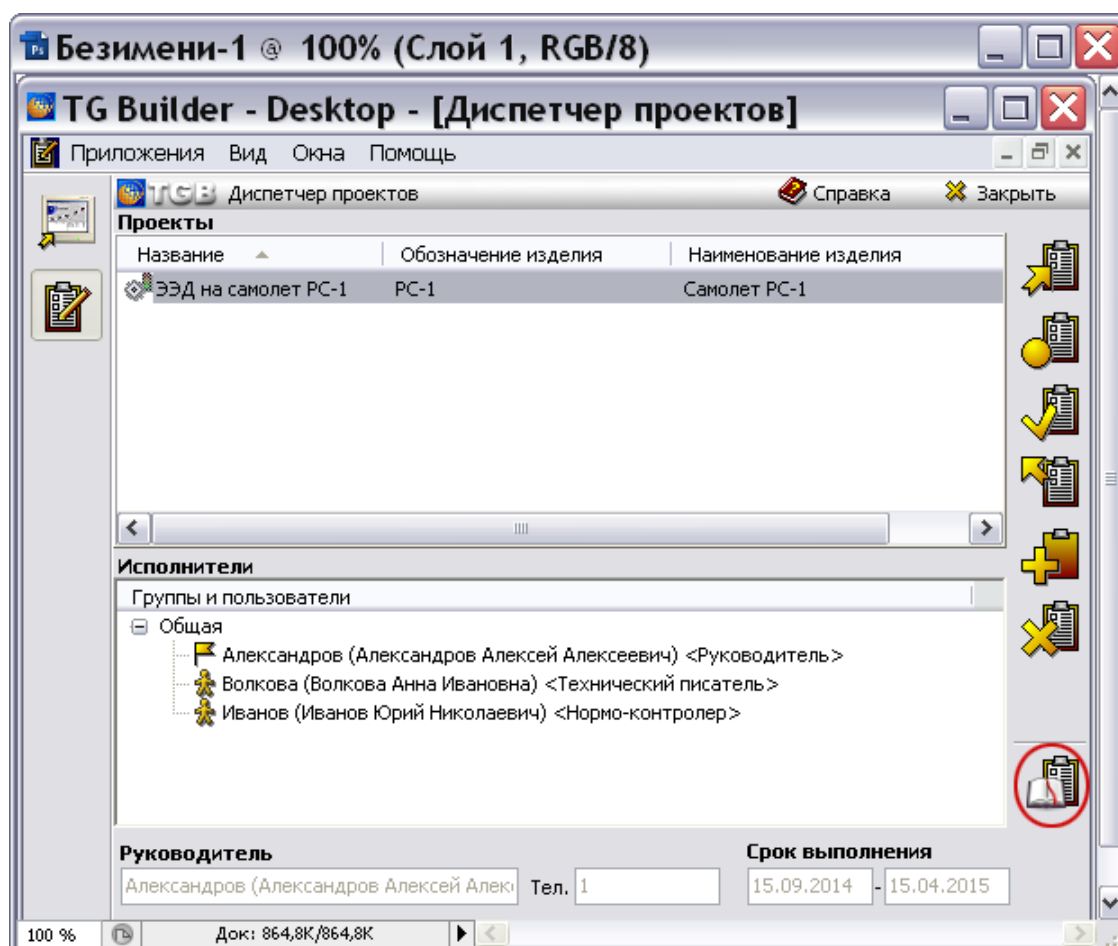 Безимени-1 @ 100% (Слой 1, RGB/8)
TG Builder - Desktop - [Диспетчер проектов]
Приложения Вид Окна Помощь
TGB Диспетчер проектов Справка Закрыть
Проекты
Название Обозначение изделия Наименование изделия
ЭЭД на самолет РС-1 РС-1 Самолет РС-1
Исполнители
Группы и пользователи
Общая
Александров (Александров Алексей Алексеевич) <Руководитель>
Волкова (Волкова Анна Ивановна) <Технический писатель>
Иванов (Иванов Юрий Николаевич) <Нормо-контролер>
Руководитель Срок выполнения
Александров (Александров Алексей Алек Тел. 1 15.09.2014 - 15.04.2015
100 % Док: 864,8K/864,8K